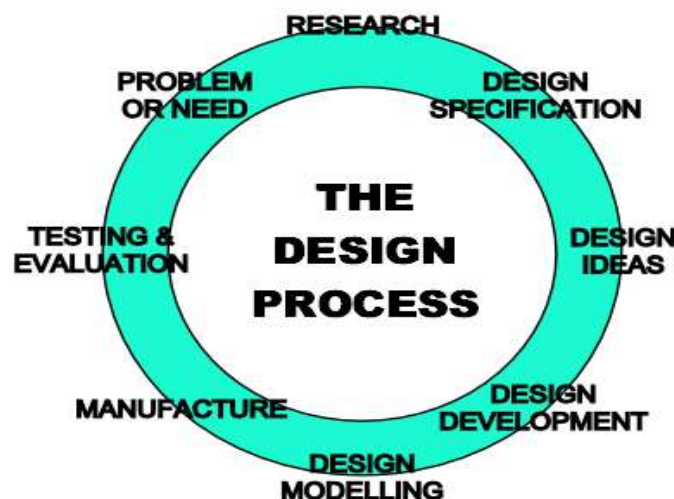 RESEARCH
PROBLEM
OR NEED
DESIGN
SPECIFICATION
THE
DESIGN
PROCESS
TESTING &
EVALUATION
DESIGN
IDEAS
MANUFACTURE
DESIGN
DEVELOPMENT
DESIGN
MODELLING